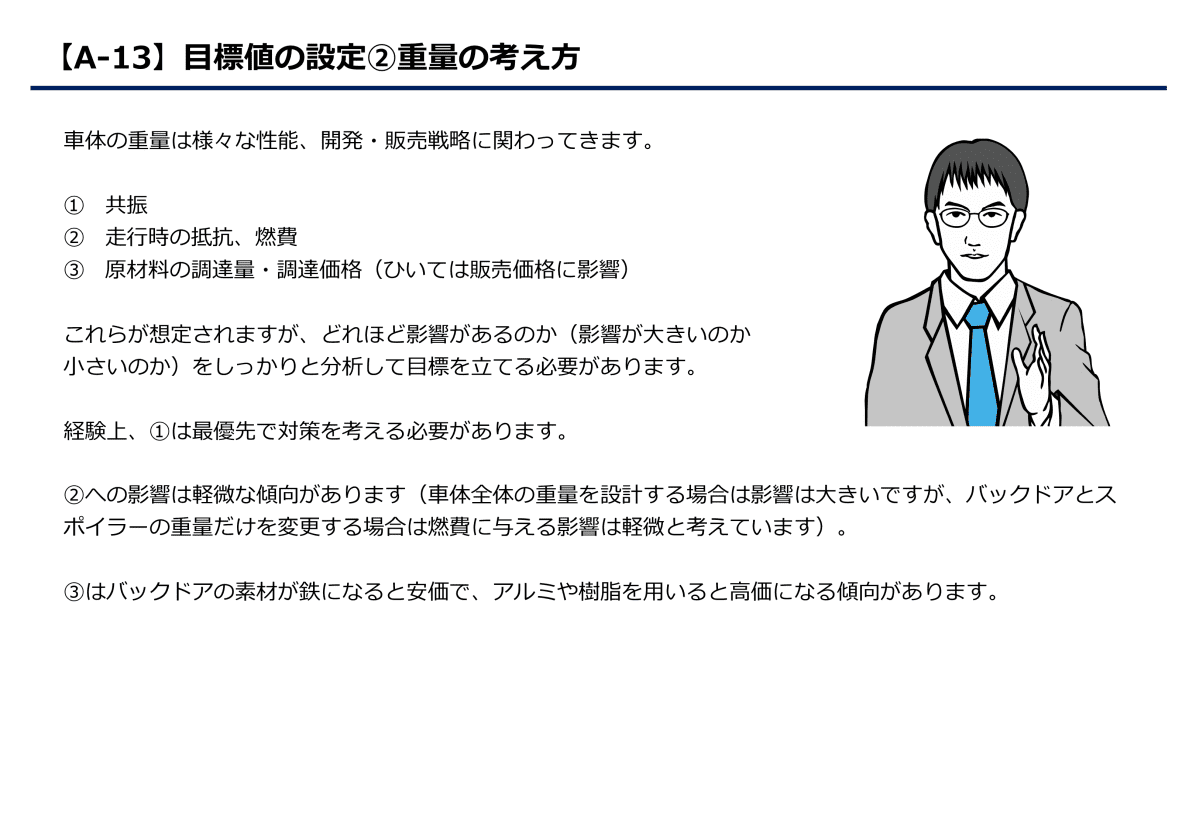 【A-13】目標値の設定②重量の考え方
車体の重量は様々な性能、開発・販売戦略に関わってきます。
①　共振
②　走行時の抵抗、燃費
③　原材料の調達量・調達価格（ひいては販売価格に影響）
これらが想定されますが、どれほど影響があるのか（影響が大きいのか
小さいのか）をしっかりと分析して目標を立てる必要があります。
経験上、①は最優先で対策を考える必要があります。
②への影響は軽微な傾向があります（車体全体の重量を設計する場合は影響は大きいですが、バックドアとス
ポイラーの重量だけを変更する場合は燃費に与える影響は軽微と考えています）。
③はバックドアの素材が鉄になると安価で、アルミや樹脂を用いると高価になる傾向があります。